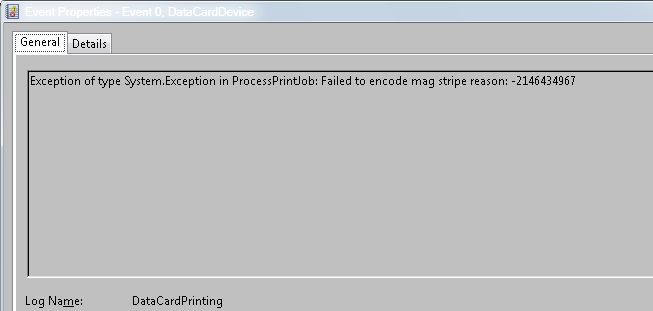 Event Properties - Event 0, DataCardDevice
General Details
Exception of type System.Exception in ProcessPrintJob: Failed to encode mag stripe reason: -2146434967
Log Name: DataCardPrinting